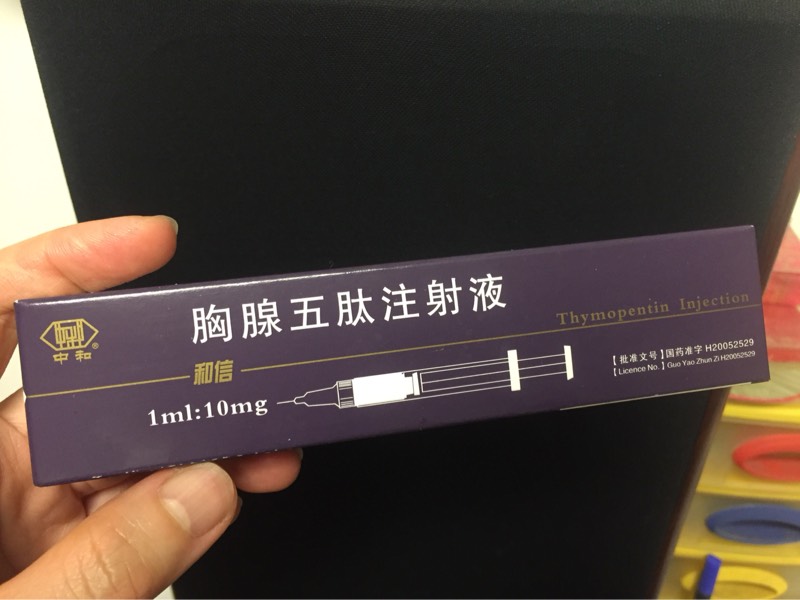 胸腺五肽注射液
Thymopentin Injection
中和®
和信
1ml:10mg
【批准文号】国药准字 H20052529
【Licence No.】Guo Yao Zhun Zi H20052529